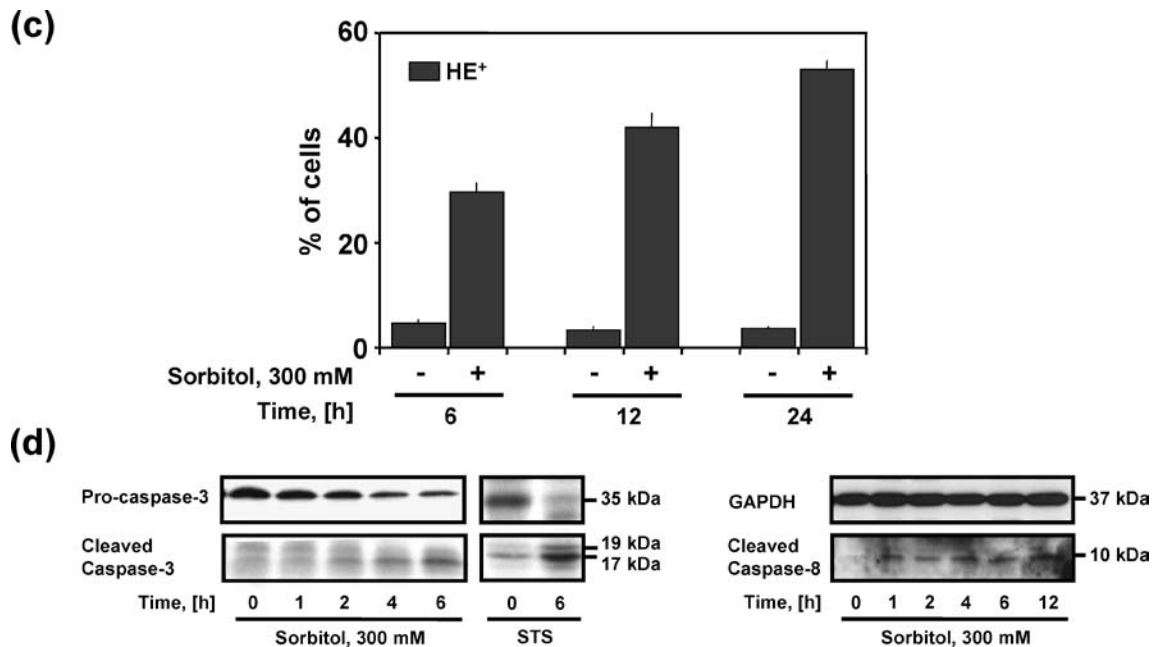 (c)
60
HE+
40
20
0
% of cells
Sorbitol, 300 mM - + - + - +
Time, [h] 6 12 24
(d)
Pro-caspase-3 35 kDa GAPDH 37 kDa
Cleaved Caspase-3 19 kDa 17 kDa Cleaved Caspase-8 10 kDa
Time, [h] 0 1 2 4 6 0 6 Time, [h] 0 1 2 4 6 12
Sorbitol, 300 mM STS Sorbitol, 300 mM